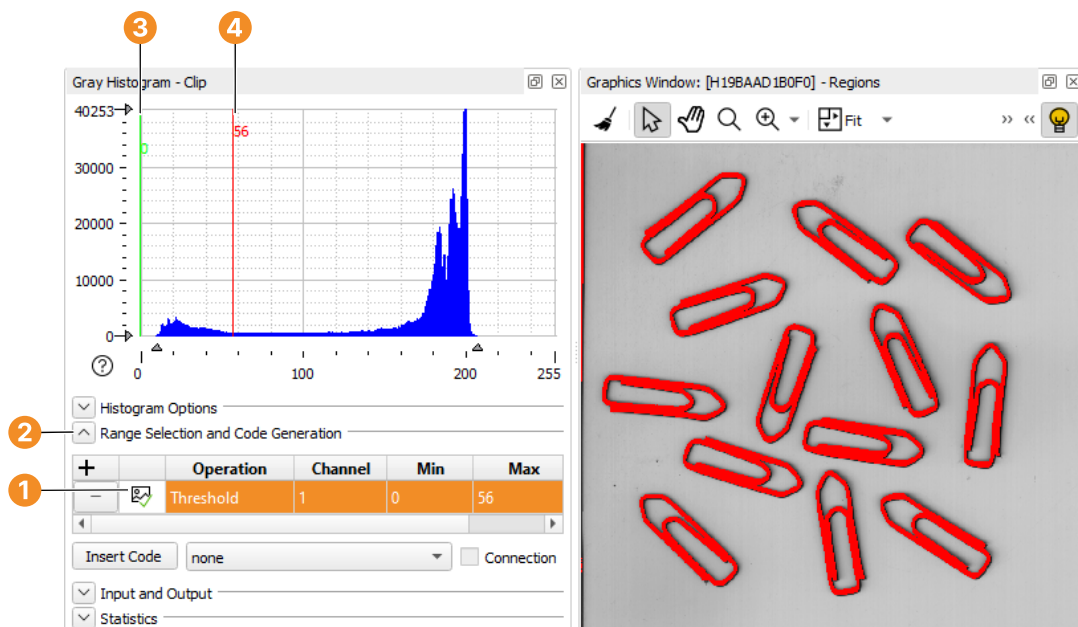 3 4
Gray Histogram - Clip
Graphics Window: [H19BAAD1B0F0] - Regions
Fit
40253
56
0
30000
20000
10000
0
0 100 200 255
Histogram Options
2
Range Selection and Code Generation
+ Operation Channel Min Max
1
− Threshold 1 0 56
Insert Code none Connection
Input and Output
Statistics